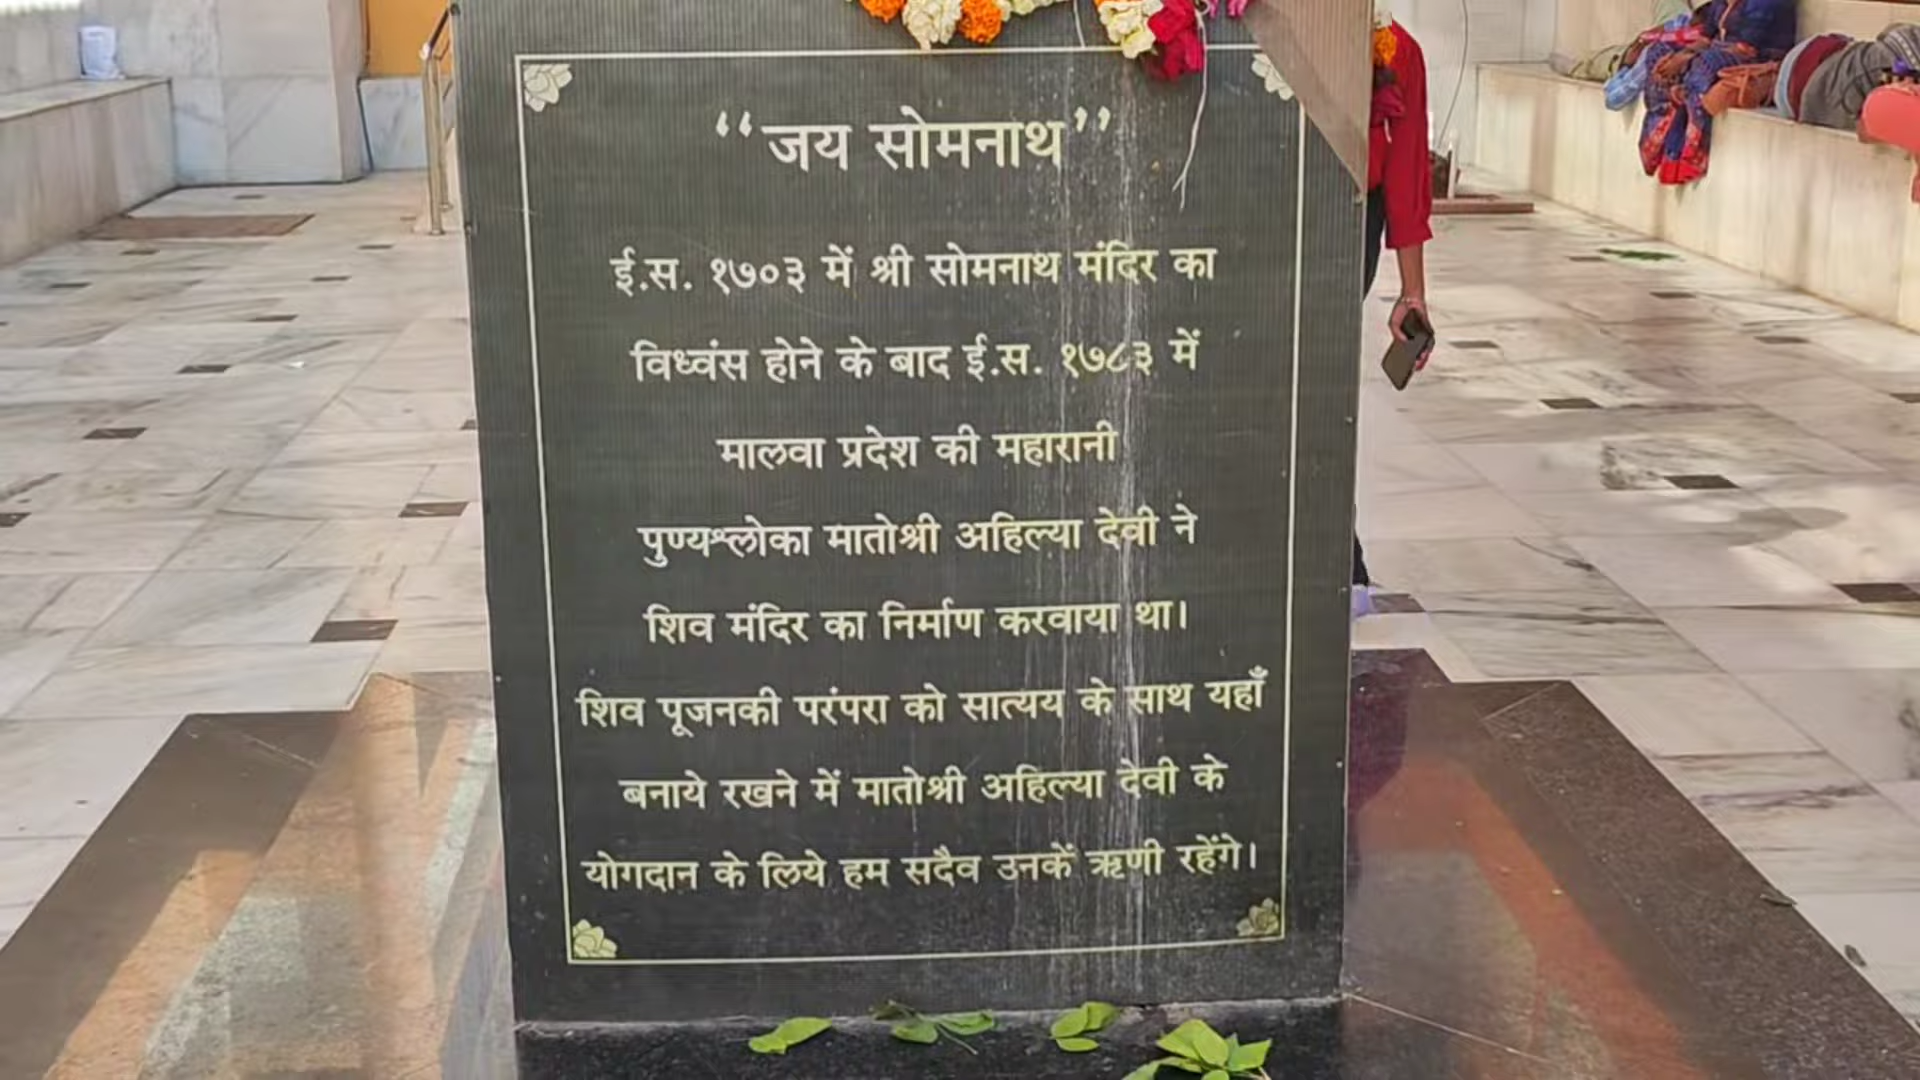 “जय सोमनाथ”
ई.स. १७०३ में श्री सोमनाथ मंदिर का
विध्वंस होने के बाद ई.स. १७८३ में
मालवा प्रदेश की महारानी
पुण्यश्लोका मातोश्री अहिल्या देवी ने
शिव मंदिर का निर्माण करवाया था।
शिव पूजनकी परंपरा को सात्यय के साथ यहाँ
बनाये रखने में मातोश्री अहिल्या देवी के
योगदान के लिये हम सदैव उनकें ऋणी रहेंगे।